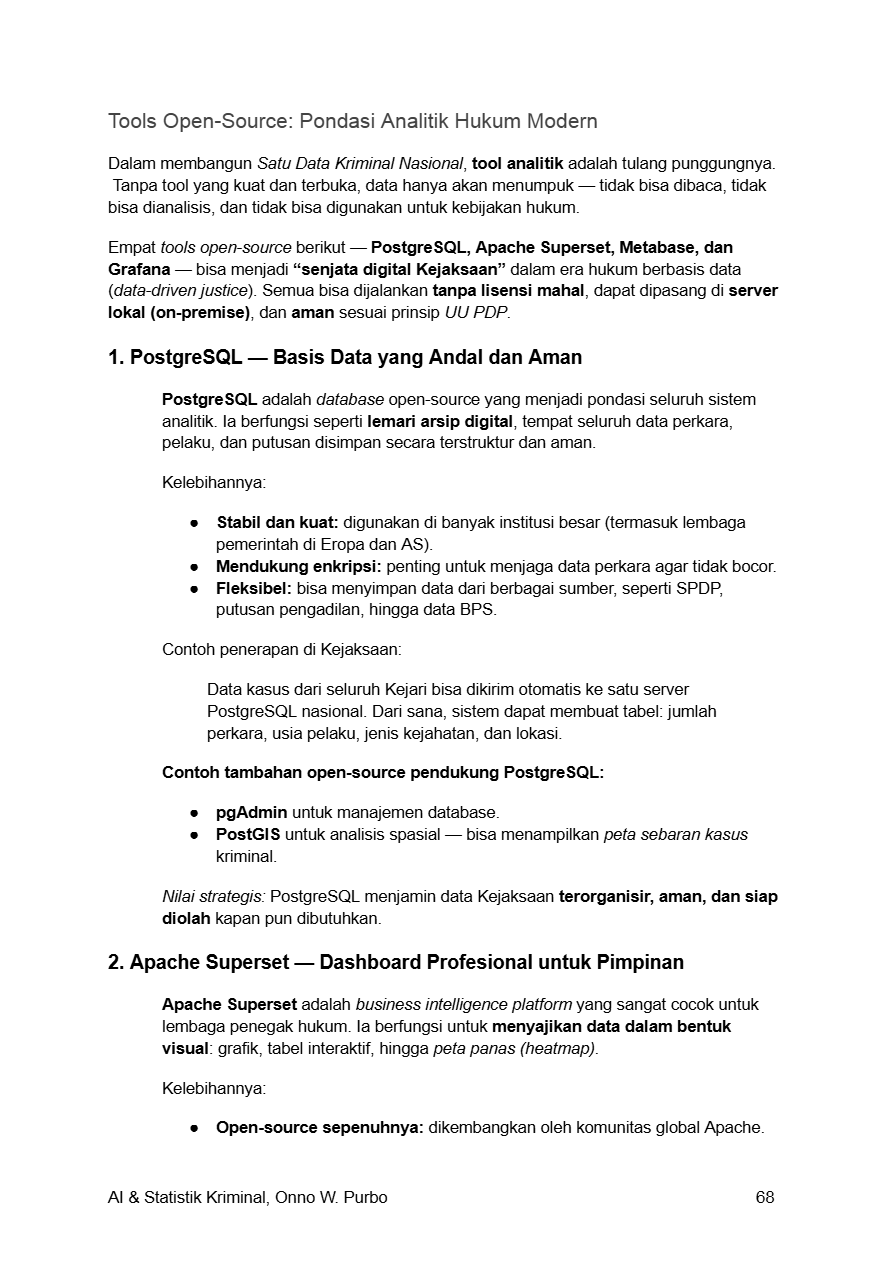 Tools Open-Source: Pondasi Analitik Hukum Modern
Dalam membangun Satu Data Kriminal Nasional, tool analitik adalah tulang punggungnya.
Tanpa tool yang kuat dan terbuka, data hanya akan menumpuk — tidak bisa dibaca, tidak
bisa dianalisis, dan tidak bisa digunakan untuk kebijakan hukum.
Empat tools open-source berikut — PostgreSQL, Apache Superset, Metabase, dan
Grafana — bisa menjadi “senjata digital Kejaksaan” dalam era hukum berbasis data
(data-driven justice). Semua bisa dijalankan tanpa lisensi mahal, dapat dipasang di server
lokal (on-premise), dan aman sesuai prinsip UU PDP.
1. PostgreSQL — Basis Data yang Andal dan Aman
PostgreSQL adalah database open-source yang menjadi pondasi seluruh sistem
analitik. Ia berfungsi seperti lemari arsip digital, tempat seluruh data perkara,
pelaku, dan putusan disimpan secara terstruktur dan aman.
Kelebihannya:
● Stabil dan kuat: digunakan di banyak institusi besar (termasuk lembaga
pemerintah di Eropa dan AS).
● Mendukung enkripsi: penting untuk menjaga data perkara agar tidak bocor.
● Fleksibel: bisa menyimpan data dari berbagai sumber, seperti SPDP,
putusan pengadilan, hingga data BPS.
Contoh penerapan di Kejaksaan:
Data kasus dari seluruh Kejari bisa dikirim otomatis ke satu server
PostgreSQL nasional. Dari sana, sistem dapat membuat tabel: jumlah
perkara, usia pelaku, jenis kejahatan, dan lokasi.
Contoh tambahan open-source pendukung PostgreSQL:
● pgAdmin untuk manajemen database.
● PostGIS untuk analisis spasial — bisa menampilkan peta sebaran kasus
kriminal.
Nilai strategis: PostgreSQL menjamin data Kejaksaan terorganisir, aman, dan siap
diolah kapan pun dibutuhkan.
2. Apache Superset — Dashboard Profesional untuk Pimpinan
Apache Superset adalah business intelligence platform yang sangat cocok untuk
lembaga penegak hukum. Ia berfungsi untuk menyajikan data dalam bentuk
visual: grafik, tabel interaktif, hingga peta panas (heatmap).
Kelebihannya:
● Open-source sepenuhnya: dikembangkan oleh komunitas global Apache.
AI & Statistik Kriminal, Onno W. Purbo 68